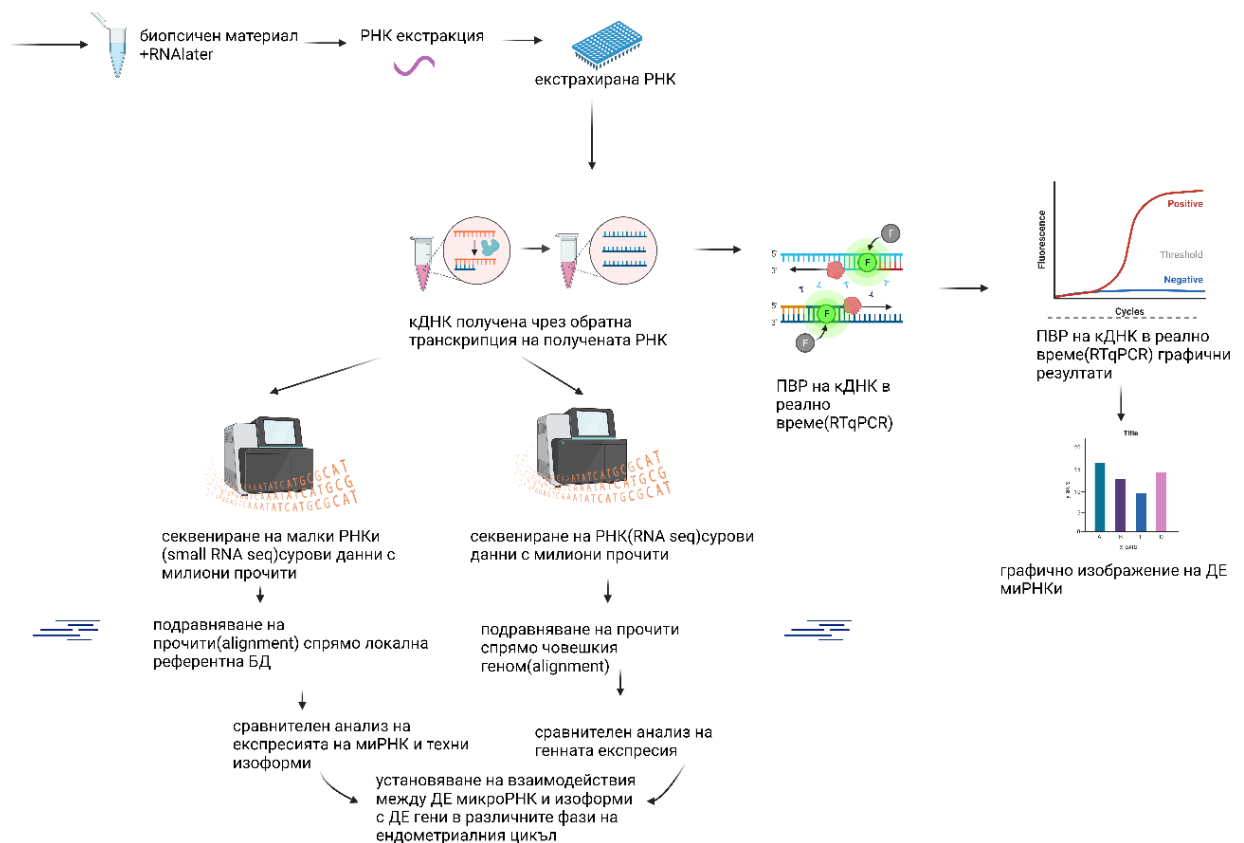 биопсичен материал
+RNAlater
РНК екстракция
екстрахирана РНК
кДНК получена чрез обратна
транскрипция на получената РНК
5'
3'
F
F
5'
3'
F
F
ПВР на кДНК в
реално
време(RTqPCR)
Fluorescence
Positive
Threshold
Negative
Cycles
ПВР на кДНК в реално
време(RTqPCR) графични
резултати
Title
A
x axis
графично изображение на ДЕ
миРНКи
секвениране на малки РНКи
(small RNA seq)сурови данни с
милиони прочити
секвениране на РНК(RNA seq)сурови
данни с милиони прочити
подравняване на
прочити(alignment) спрямо локална
референтна БД
подравняване на прочити
спрямо човешкия
геном(alignment)
сравнителен анализ на
експресията на миРНК и техни
изоформи
сравнителен анализ на
генната експресия
установяване на взаимодействия
между ДЕ микроРНК и изоформи
с ДЕ гени в различните фази на
ендометриалния цикъл